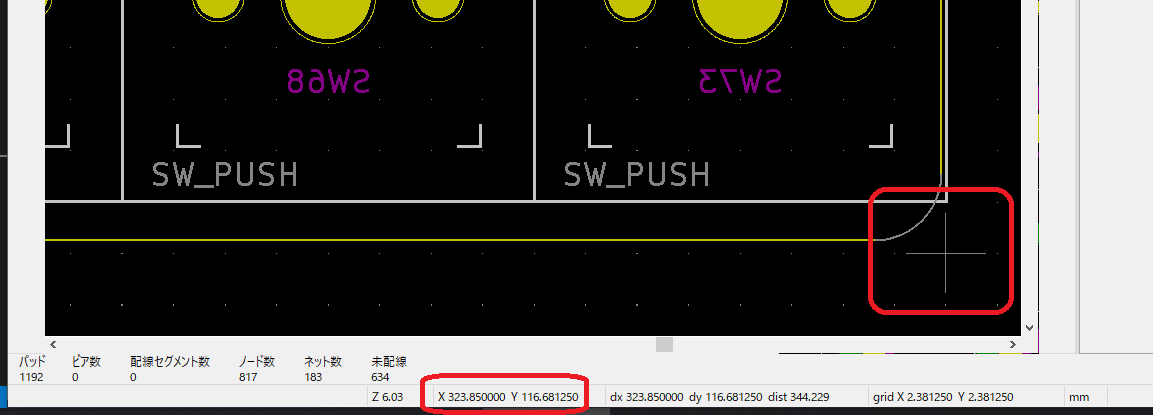 SW68 SW73
SW_PUSH SW_PUSH
パッド ビア数 配線セグメント数 ノード数 ネット数 未配線
1192 0 0 817 183 634
Z 6.03 X 323.850000 Y 116.681250 dx 323.850000 dy 116.681250 dist 344.229 grid X 2.381250 Y 2.381250 mm